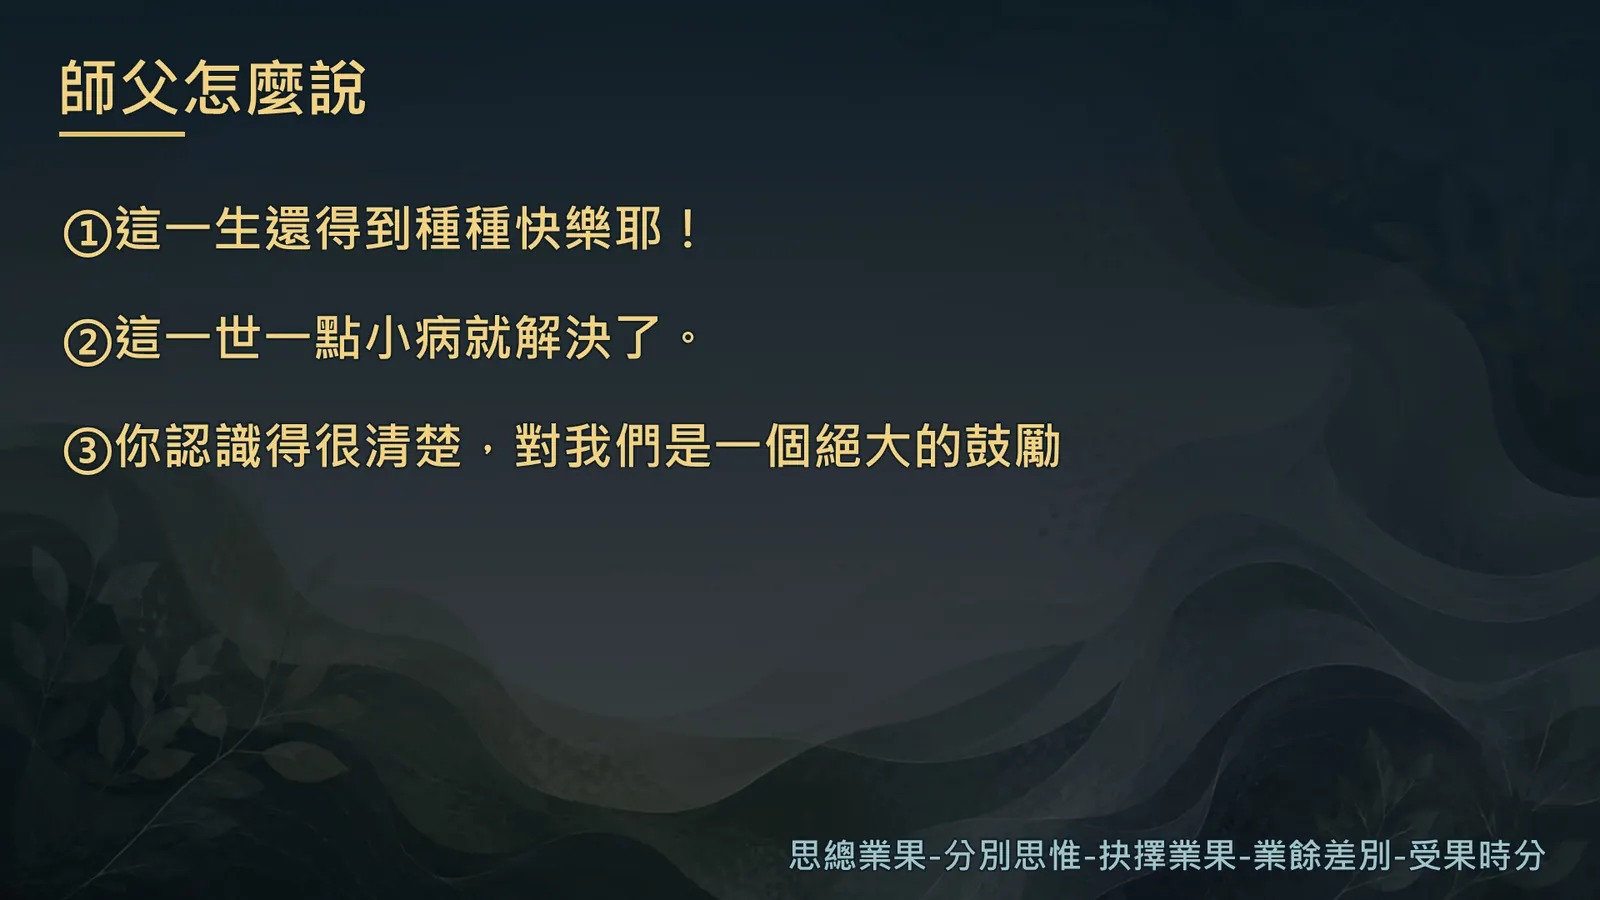 師父怎麼說
①這一生還得到種種快樂耶！
②這一世一點小病就解決了。
③你認識得很清楚，對我們是一個絕大的鼓勵
思總業果-分別思惟-抉擇業果-業餘差別-受果時分